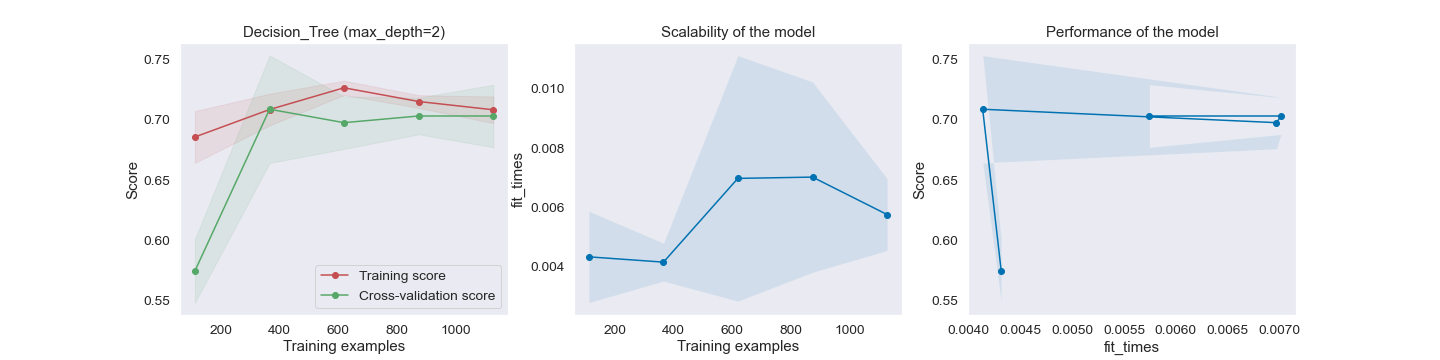 Decision_Tree (max_depth=2)
0.75
0.70
0.65
0.60
0.55
Score
Training score
Cross-validation score
200 400 600 800 1000
Training examples
Scalability of the model
0.010
0.008
0.006
0.004
fit_times
200 400 600 800 1000
Training examples
Performance of the model
0.75
0.70
0.65
0.60
0.55
Score
0.0040 0.0045 0.0050 0.0055 0.0060 0.0065 0.0070
fit_times